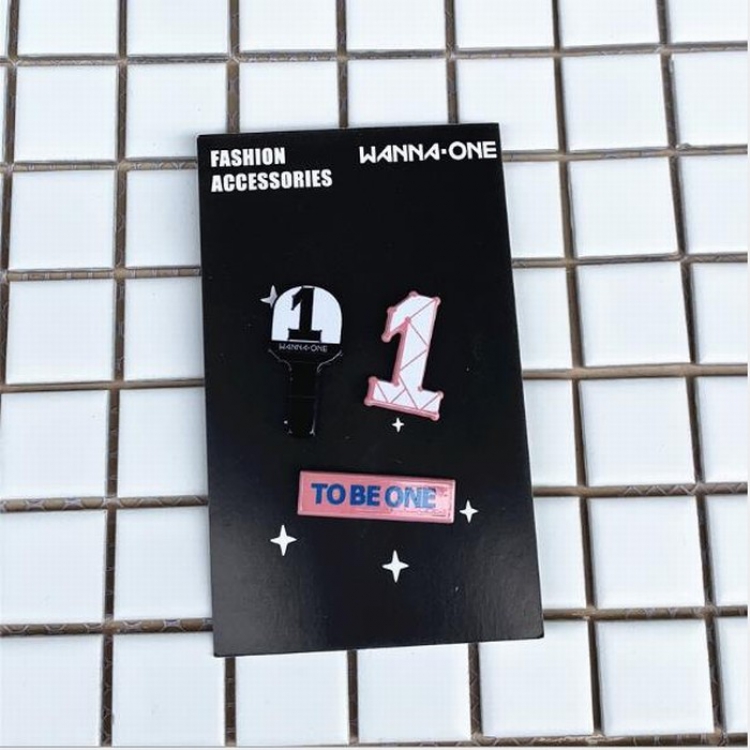 FASHION
ACCESSORIES
WANNA·ONE
1
WANNA·ONE
1
TO BE ONE